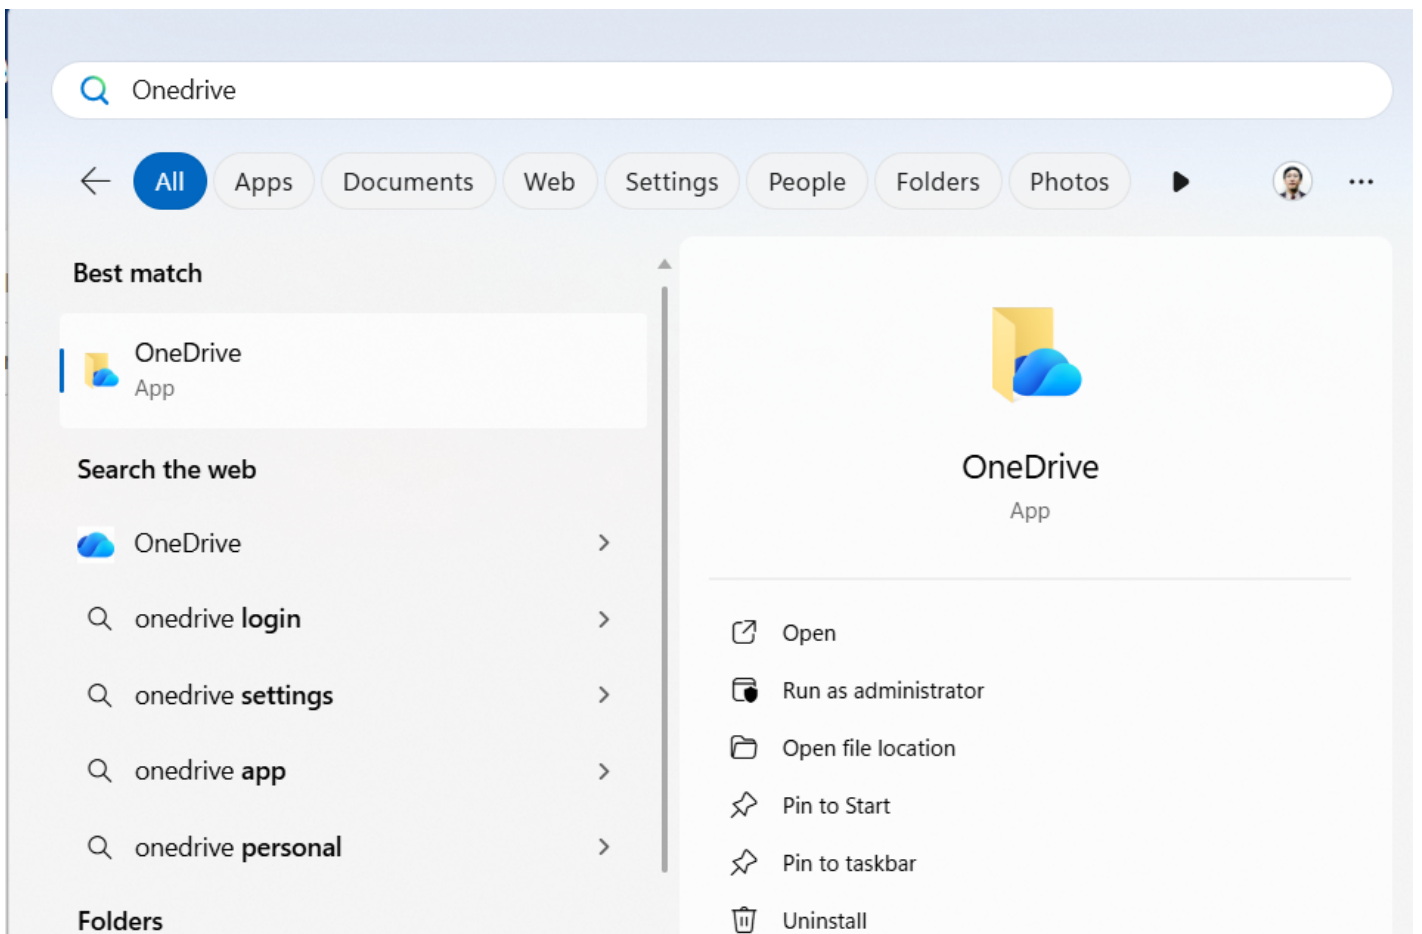 Onedrive
All Apps Documents Web Settings People Folders Photos
Best match
OneDrive
App
Search the web
OneDrive
onedrive login
onedrive settings
onedrive app
onedrive personal
Folders
OneDrive
App
Open
Run as administrator
Open file location
Pin to Start
Pin to taskbar
Uninstall